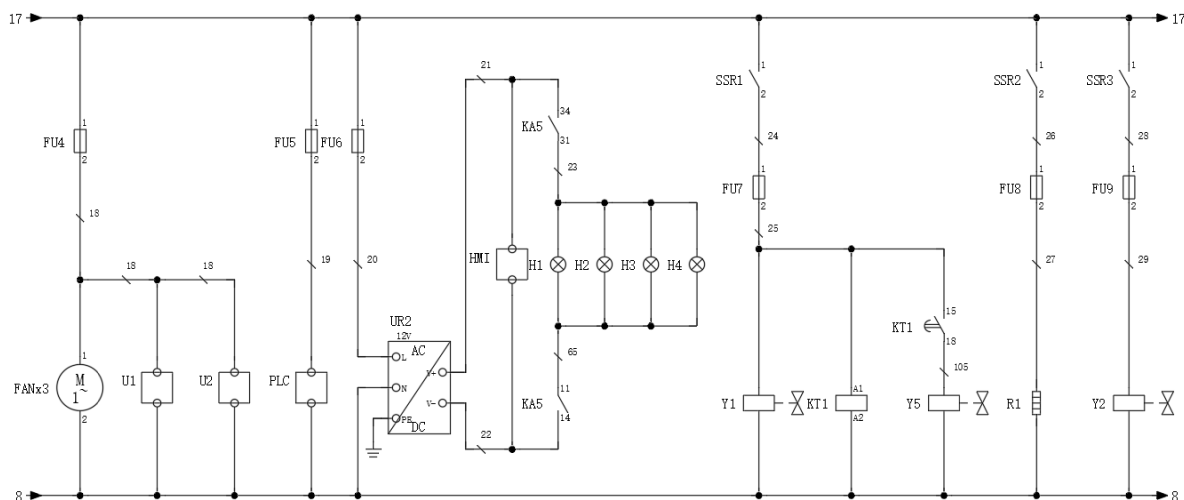 17 17
21
1 1 1
SSR1 SSR2 SSR3
2 2 2
34
KA5
31
1 1 1
FU4 FU5 FU6
2 2 2
24 26 28
23
1 1 1
FU7 FU8 FU9
2 2 2
18
25
18 18 19 20 HMI H1 H2 H3 H4 27 29
UR2
12V
15
KT1
18
AC
L
V+
65
105
1
M
1~
FANx3
2
U1 U2 PLC
N
V-
PE
DC
11
KA5
14
22
Y1 KT1 A1 A2 Y5 R1 Y2
8 8